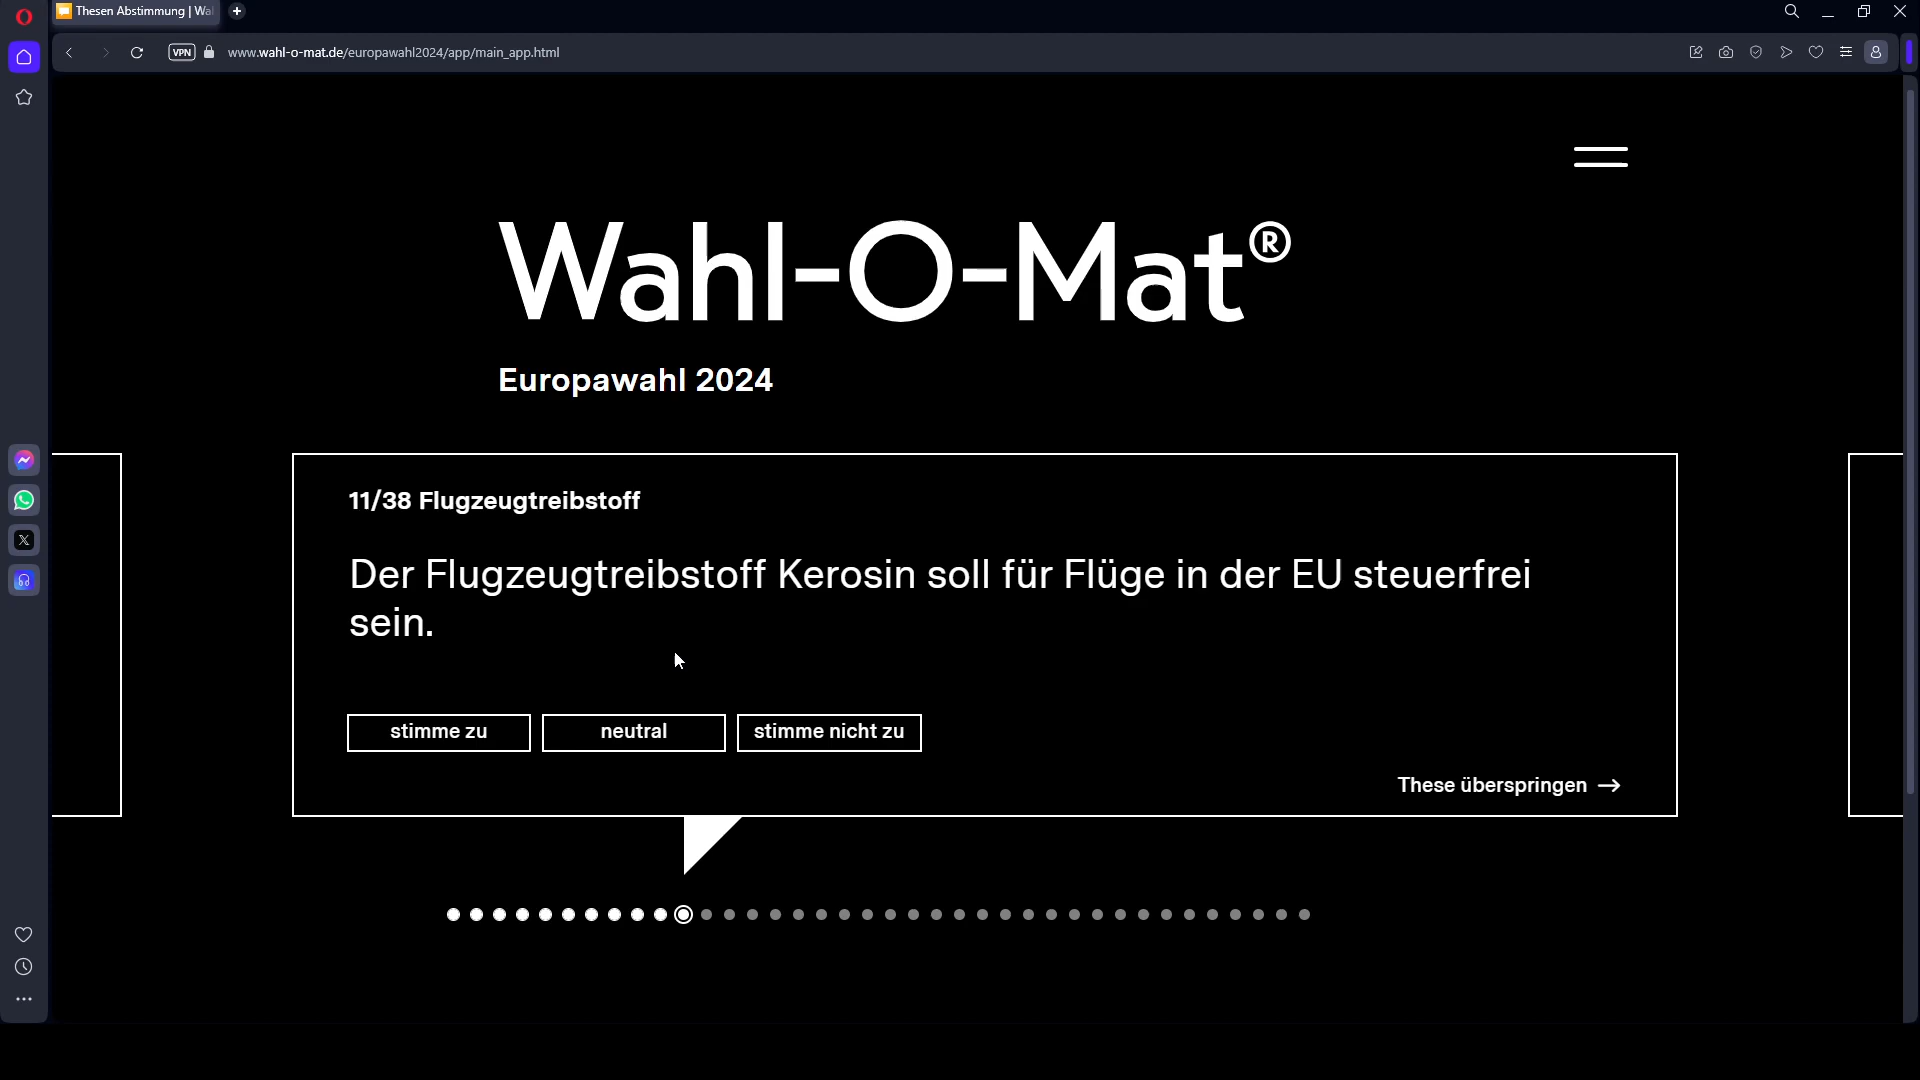 Thesen Abstimmung | Wa
VPN
www.wahl-o-mat.de/europawahl2024/app/main_app.html
Wahl-O-Mat®
Europawahl 2024
11/38 Flugzeugtreibstoff
Der Flugzeugtreibstoff Kerosin soll für Flüge in der EU steuerfrei
sein.
stimme zu
neutral
stimme nicht zu
These überspringen →